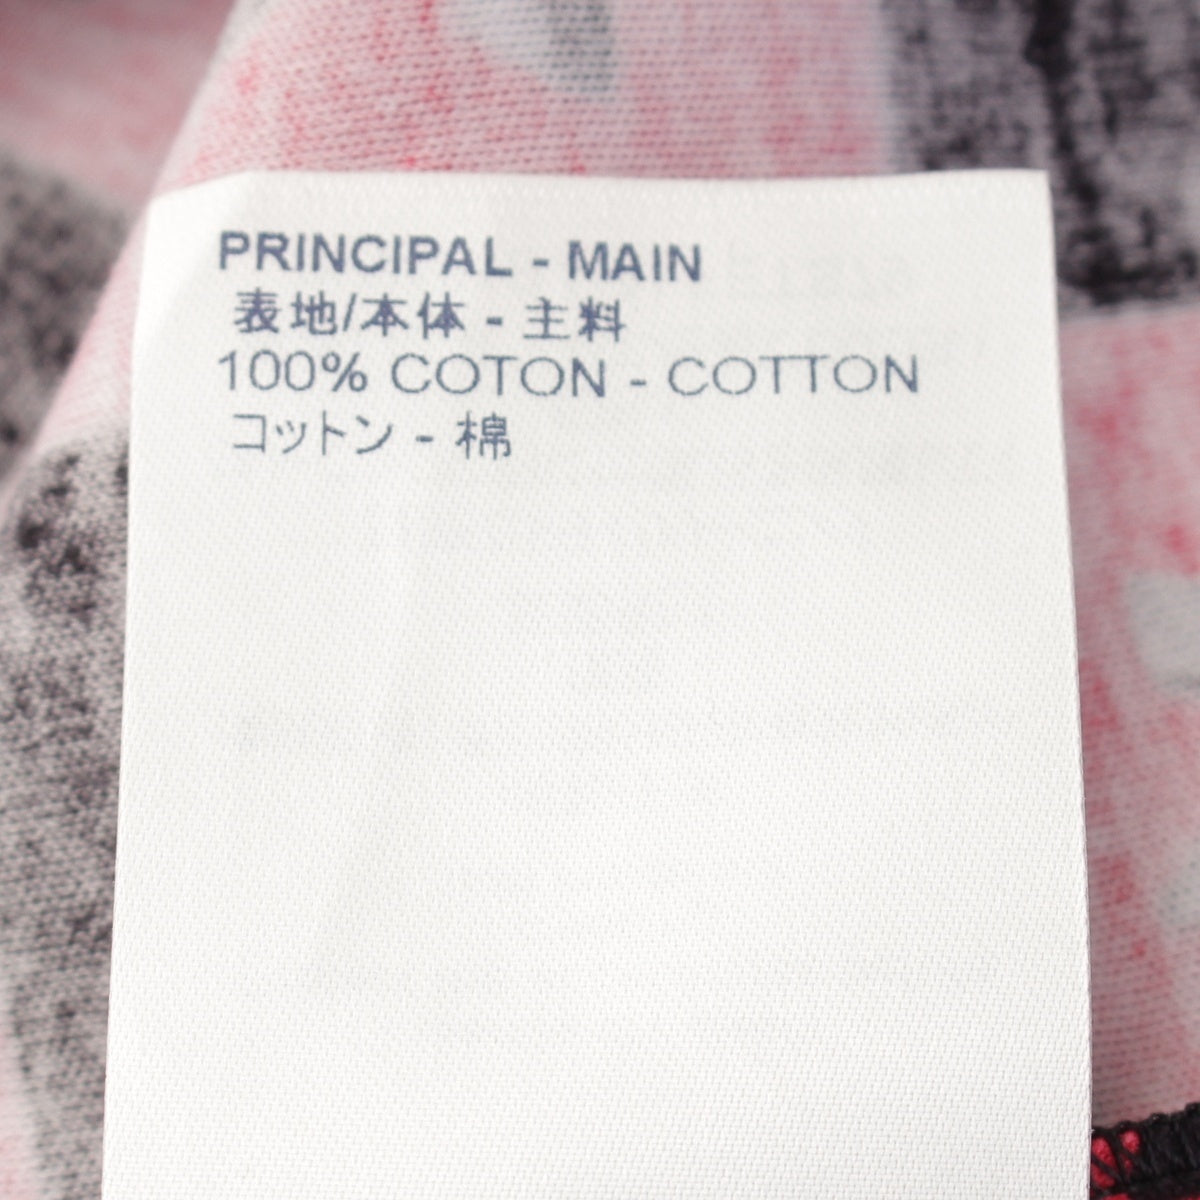 PRINCIPAL - MAIN
表地/本体 - 主料
100% COTON - COTTON
コットン - 棉